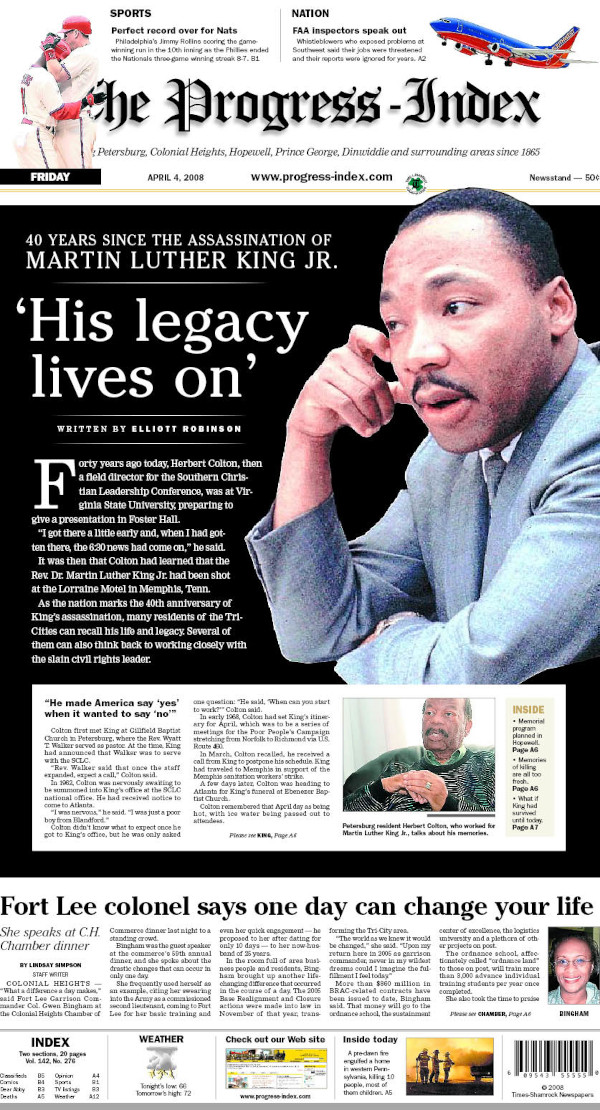 SPORTS
Perfect record over for Nats
Philadelphia's Jimmy Rollins scoring the game-
winning run in the 10th inning as the Phillies ended
the Nationals three-game winning streak 8-7. B1
NATION
FAA inspectors speak out
Whistleblowers who exposed problems at
Southwest said their jobs were threatened
and their reports were ignored for years. A2
The Progress-Index
Petersburg, Colonial Heights, Hopewell, Prince George, Dinwiddie and surrounding areas since 1865
FRIDAY
APRIL 4, 2008
www.progress-index.com
Newsstand — 50¢
40 YEARS SINCE THE ASSASSINATION OF
MARTIN LUTHER KING JR.
‘His legacy
lives on’
WRITTEN BY ELLIOTT ROBINSON
Forty years ago today, Herbert Colton, then
a field director for the Southern Chris-
tian Leadership Conference, was at Vir-
ginia State University, preparing to
give a presentation in Foster Hall.
“I got there a little early and, when I had got-
ten there, the 6:30 news had come on,” he said.
It was then that Colton had learned that the
Rev. Dr. Martin Luther King Jr. had been shot
at the Lorraine Motel in Memphis, Tenn.
As the nation marks the 40th anniversary of
King's assassination, many residents of the Tri-
Cities can recall his life and legacy. Several of
them can also think back to working closely with
the slain civil rights leader.
“He made America say ‘yes’
when it wanted to say ‘no’”
Colton first met King at Gillfield Baptist
Church in Petersburg, where the Rev. Wyatt
T. Walker served as pastor. At the time, King
had announced that Walker was to serve
with the SCLC.
“Rev. Walker said that once the staff
expanded, expect a call,” Colton said.
In 1962, Colton was nervously awaiting to
be summoned into King's office at the SCLC
national office. He had received notice to
come to Atlanta.
“I was nervous,” he said. “I was just a poor
boy from Blandford.”
Colton didn't know what to expect once he
got to King's office, but he was only asked
one question: “He said, ‘When can you start
to work?’” Colton said.
In early 1968, Colton had set King's itiner-
ary for April, which was to be a series of
meetings for the Poor People's Campaign
stretching from Norfolk to Richmond via U.S.
Route 460.
In March, Colton recalled, he received a
call from King to postpone his schedule. King
had traveled to Memphis in support of the
Memphis sanitation workers' strike.
A few days later, Colton was heading to
Atlanta for King's funeral at Ebenezer Bap-
tist Church.
Colton remembered that April day as being
hot, with ice water being passed out to
attendees.
Please see KING, Page A6
Petersburg resident Herbert Colton, who worked for
Martin Luther King Jr., talks about his memories.
INSIDE
• Memorial
program
planned in
Hopewell.
Page A6
• Memories
of killing
are all too
fresh.
Page A6
• What if
King had
survived
until today.
Page A7
Fort Lee colonel says one day can change your life
She speaks at C.H.
Chamber dinner
BY LINDSAY SIMPSON
STAFF WRITER
COLONIAL HEIGHTS —
“What a difference a day makes,”
said Fort Lee Garrison Com-
mander Col. Gwen Bingham at
the Colonial Heights Chamber of
Commerce dinner last night to a
standing crowd.
Bingham was the guest speaker
at the commerce's 59th annual
dinner, and she spoke about the
drastic changes that can occur in
only one day.
She frequently used herself as
an example, citing her swearing
into the Army as a commissioned
second lieutenant, coming to Fort
Lee for her basic training and
even her quick engagement — he
proposed to her after dating for
only 10 days — to her now-hus-
band of 25 years.
In the room full of area busi-
ness people and residents, Bing-
ham brought up another life-
changing difference that occurred
in the course of a day. The 2005
Base Realignment and Closure
actions were made into law in
November of that year, trans-
forming the Tri-City area.
“The world as we knew it would
be changed,” she said. “Upon my
return here in 2005 as garrison
commander, never in my wildest
dreams could I imagine the ful-
fillment I feel today.”
More than $860 million in
BRAC-related contracts have
been issued to date, Bingham
said. That money will go to the
ordnance school, the sustainment
center of excellence, the logistics
university and a plethora of oth-
er projects on post.
The ordnance school, affec-
tionately called “ordnance land”
to those on post, will train more
than 9,000 advance individual
training students per year once
completed.
She also took the time to praise
Please see CHAMBER, Page A6
BINGHAM
INDEX
Two sections, 20 pages
Vol. 142, No. 276
Classifieds B5 Opinion A4
Comics B4 Sports B1
Dear Abby B3 TV listings B3
Deaths A5 Weather A12
WEATHER
Tonight's low: 66
Tomorrow's high: 72
Check out our Web site
www.progress-index.com
Inside today
A pre-dawn fire
engulfed a home
in western Penn-
sylvania, killing 10
people, most of
them children. A5
6 09543 55555 0
© 2008
Times-Shamrock Newspapers